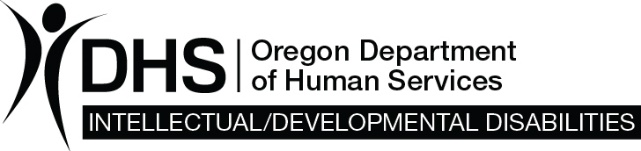 DHS
Oregon Department
of Human Services
INTELLECTUAL/DEVELOPMENTAL DISABILITIES